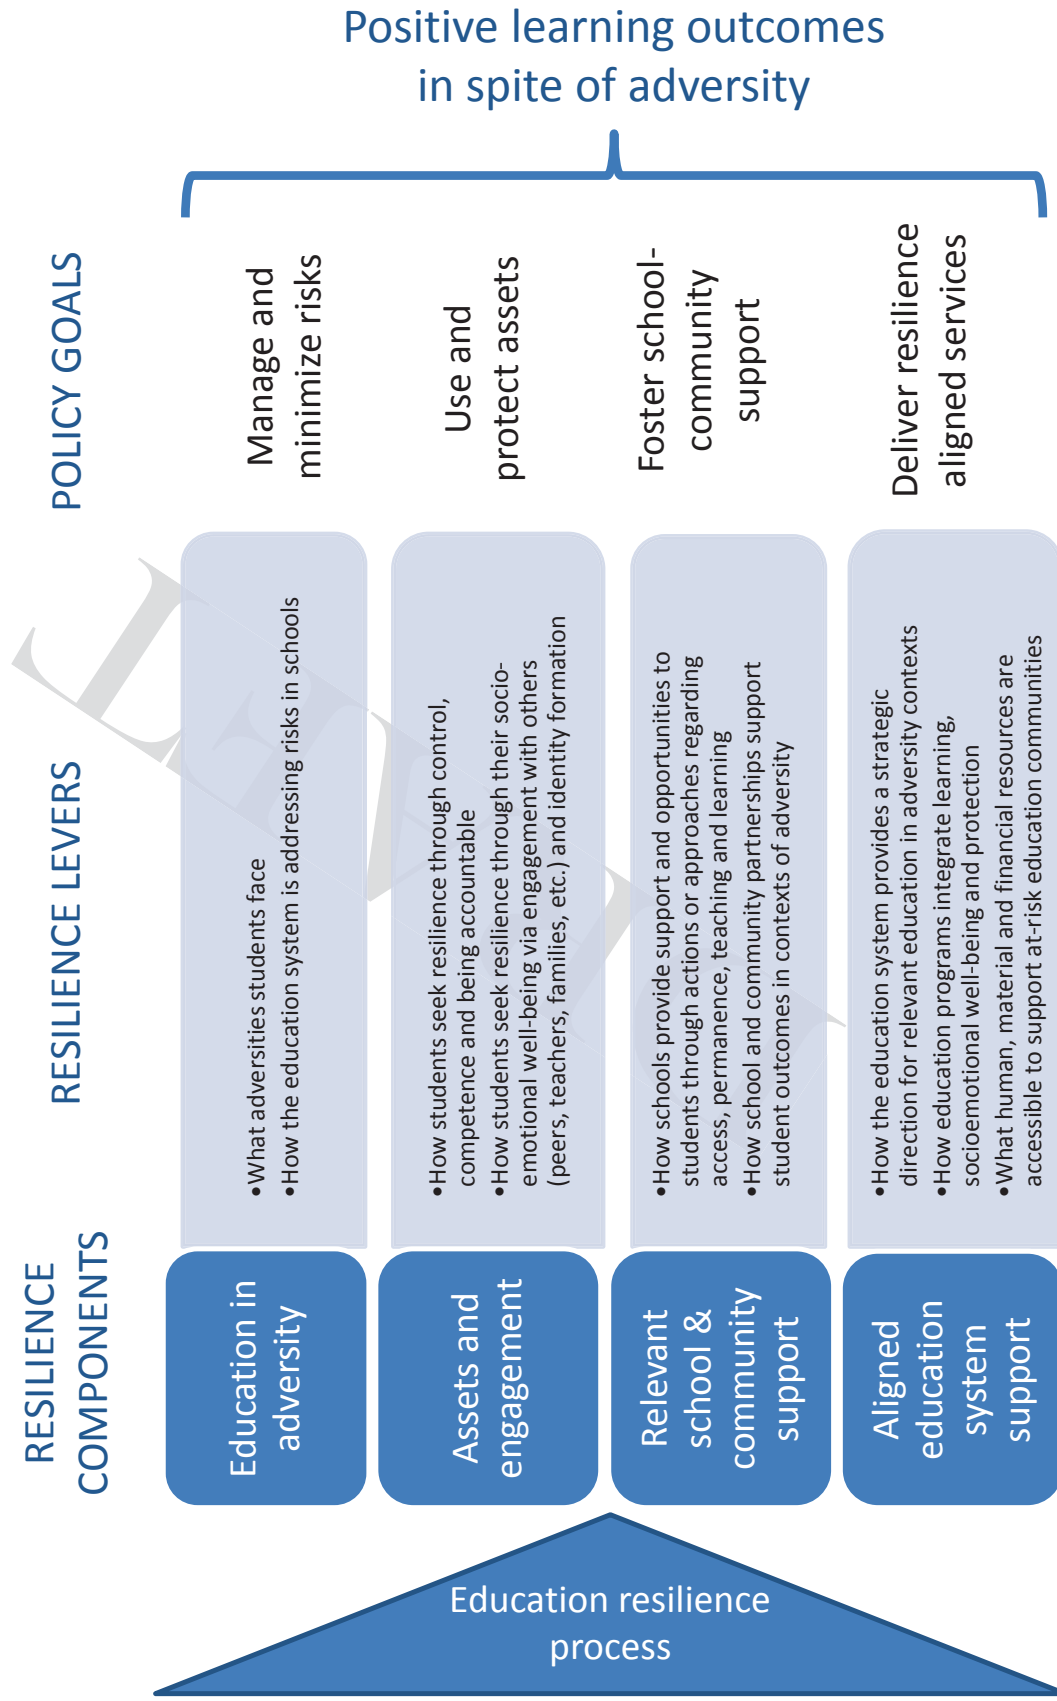 Positive learning outcomes
in spite of adversity
RESILIENCE
COMPONENTS
RESILIENCE LEVERS
POLICY GOALS
Education in
adversity
•What adversities students face
•How the education system is addressing risks in schools
Manage and
minimize risks
Assets and
engagement
•How students seek resilience through control,
competence and being accountable
•How students seek resilience through their socio-
emotional well-being via engagement with others
(peers, teachers, families, etc.) and identity formation
Use and
protect assets
Relevant
school &
community
support
•How schools provide support and opportunities to
students through actions or approaches regarding
access, permanence, teaching and learning
•How school and community partnerships support
student outcomes in contexts of adversity
Foster school-
community
support
Aligned
education
system
support
•How the education system provides a strategic
direction for relevant education in adversity contexts
•How education programs integrate learning,
socioemotional well-being and protection
•What human, material and financial resources are
accessible to support at-risk education communities
Deliver resilience
aligned services
Education resilience
process
DRAFT